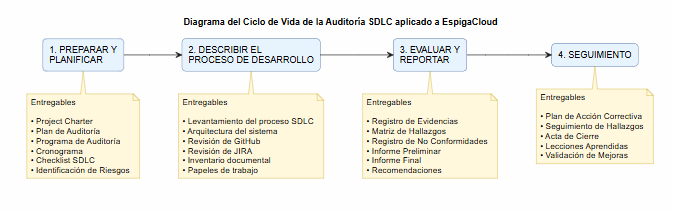 Diagrama del Ciclo de Vida de la Auditoría SDLC aplicado a EspigaCloud
1. PREPARAR Y
PLANIFICAR
2. DESCRIBIR EL
PROCESO DE DESARROLLO
3. EVALUAR Y
REPORTAR
4. SEGUIMIENTO
Entregables
• Project Charter
• Plan de Auditoría
• Programa de Auditoría
• Cronograma
• Checklist SDLC
• Identificación de Riesgos
Entregables
• Levantamiento del proceso SDLC
• Arquitectura del sistema
• Revisión de GitHub
• Revisión de JIRA
• Inventario documental
• Papeles de trabajo
Entregables
• Registro de Evidencias
• Matriz de Hallazgos
• Registro de No Conformidades
• Informe Preliminar
• Informe Final
• Recomendaciones
Entregables
• Plan de Acción Correctiva
• Seguimiento de Hallazgos
• Acta de Cierre
• Lecciones Aprendidas
• Validación de Mejoras